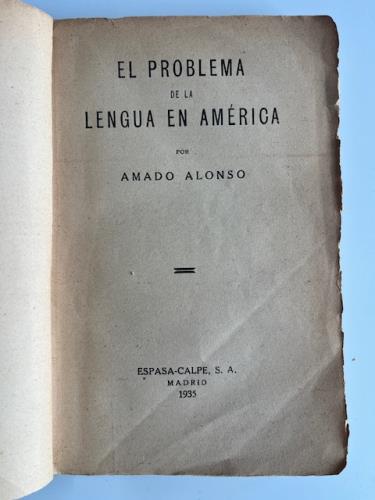 EL PROBLEMA
DE LA
LENGUA EN AMÉRICA
POR
AMADO ALONSO
ESPASA-CALPE, S. A.
MADRID
1935